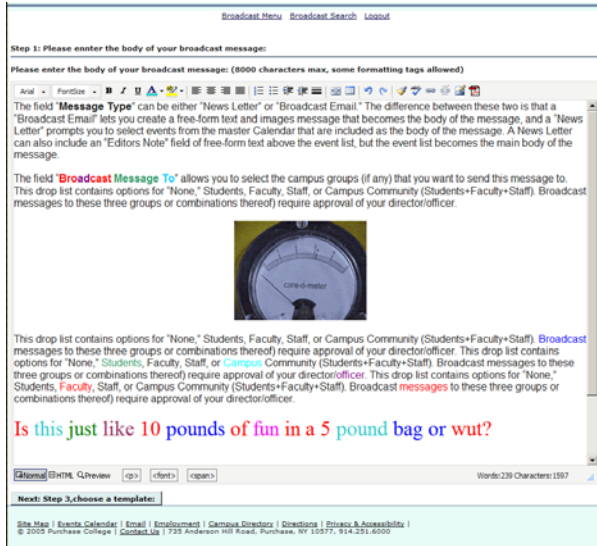 Broadcast Menu Broadcast Search Logout
Step 1: Please ennter the body of your broadcast message:
Please enter the body of your broadcast message: (8000 characters max, some formatting tags allowed)
Arial FontSize B I U A
The field "Message Type" can be either "News Letter" or "Broadcast Email." The difference between these two is that a
"Broadcast Email" lets you create a free-form text and images message that becomes the body of the message, and a "News
Letter" prompts you to select events from the master Calendar that are included as the body of the message. A News Letter
can also include an "Editors Note" field of free-form text above the event list, but the event list becomes the main body of the
message.
The field "Broadcast Message To" allows you to select the campus groups (if any) that you want to send this message to.
This drop list contains options for "None," Students, Faculty, Staff, or Campus Community (Students+Faculty+Staff). Broadcast
messages to these three groups or combinations thereof) require approval of your director/officer.
care-o-meter
This drop list contains options for "None," Students, Faculty, Staff, or Campus Community (Students+Faculty+Staff). Broadcast
messages to these three groups or combinations thereof) require approval of your director/officer. This drop list contains
options for "None," Students, Faculty, Staff, or Campus Community (Students+Faculty+Staff). Broadcast messages to these
three groups or combinations thereof) require approval of your director/officer. This drop list contains options for "None,"
Students, Faculty, Staff, or Campus Community (Students+Faculty+Staff). Broadcast messages to these three groups or
combinations thereof) require approval of your director/officer.
Is this just like 10 pounds of fun in a 5 pound bag or wut?
Normal HTML Preview <p> <font> <span> Words:239 Characters:1597
Next: Step 3,choose a template:
Site Map | Events Calendar | Email | Employment | Campus Directory | Directions | Privacy & Accessibility |
© 2005 Purchase College | Contact Us | 735 Anderson Hill Road, Purchase, NY 10577, 914.251.6000